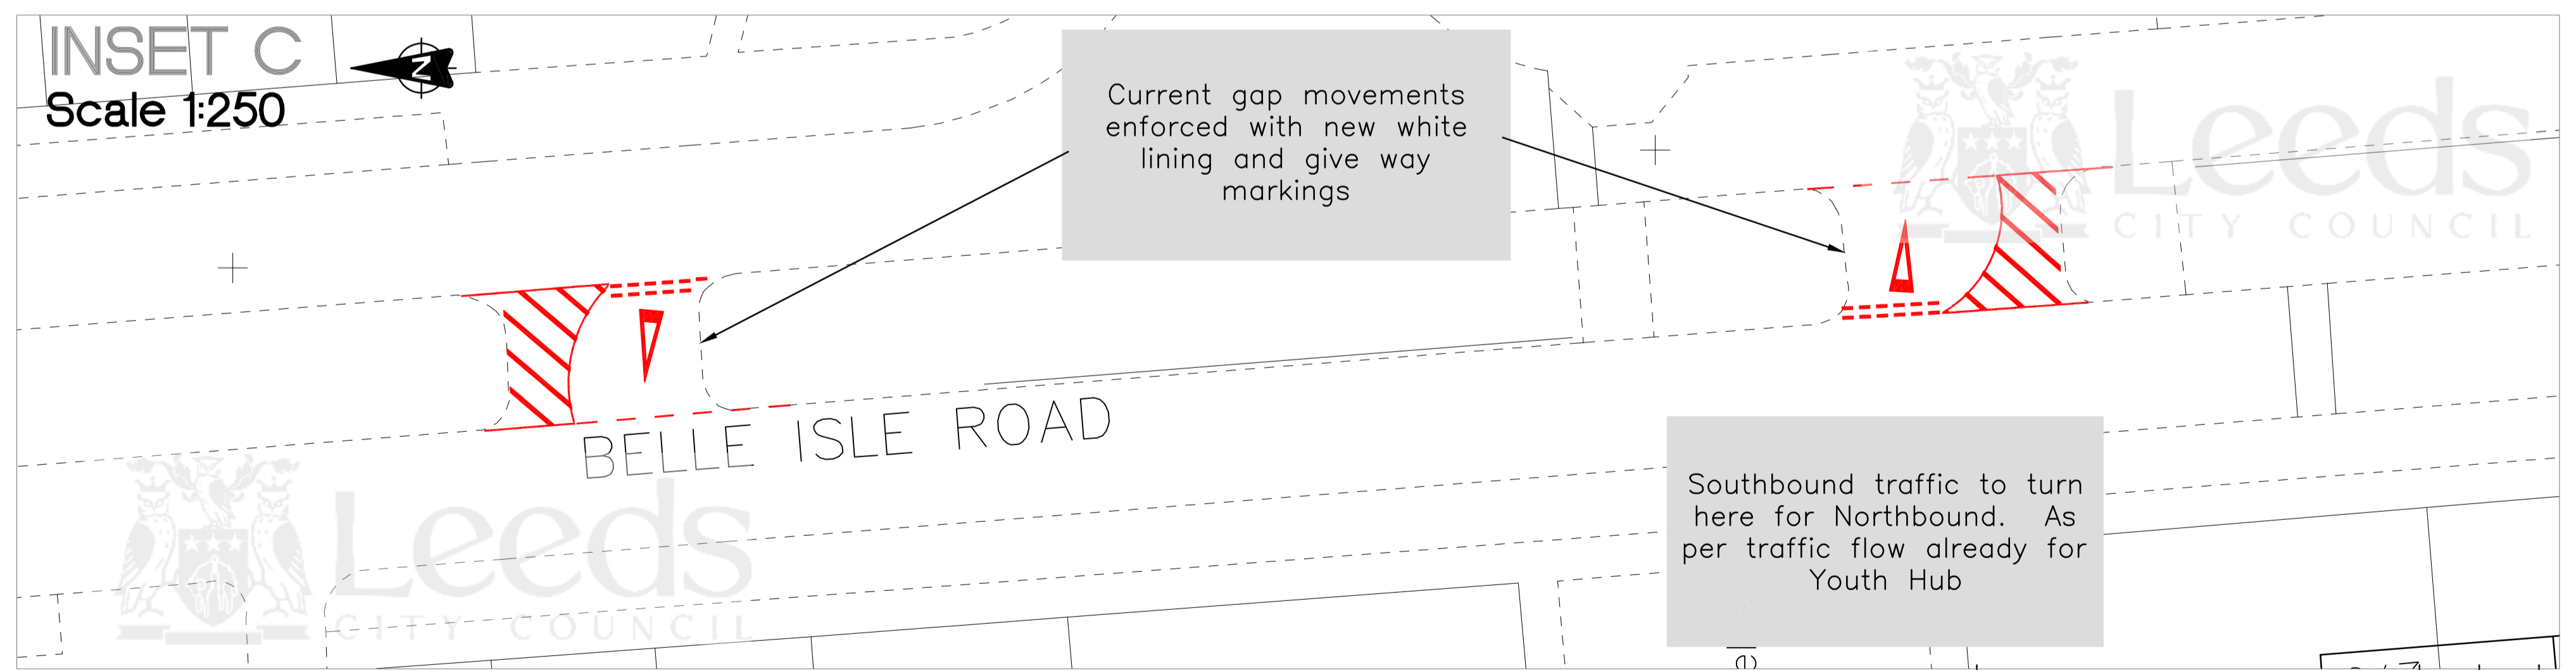 INSET C
Scale 1:250
N
Current gap movements
enforced with new white
lining and give way
markings
Leeds
CITY COUNCIL
BELLE ISLE ROAD
Southbound traffic to turn
here for Northbound. As
per traffic flow already for
Youth Hub
Leeds
CITY COUNCIL
el